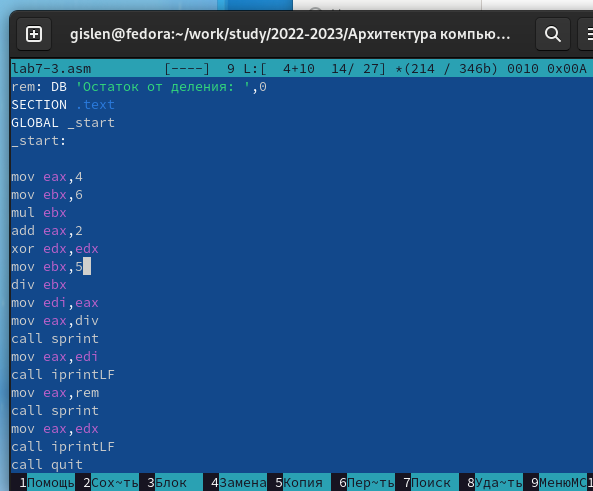 gislen@fedora:~/work/study/2022-2023/Архитектура компью...
lab7-3.asm [----] 9 L:[ 4+10 14/ 27] *(214 / 346b) 0010 0x00A
rem: DB 'Остаток от деления: ',0
SECTION .text
GLOBAL _start
_start:
mov eax,4
mov ebx,6
mul ebx
add eax,2
xor edx,edx
mov ebx,5
div ebx
mov edi,eax
mov eax,div
call sprint
mov eax,edi
call iprintLF
mov eax,rem
call sprint
mov eax,edx
call iprintLF
call quit
1Помощь 2Сох~ть 3Блок 4Замена 5Копия 6Пер~ть 7Поиск 8Уда~ть 9МенюMC1